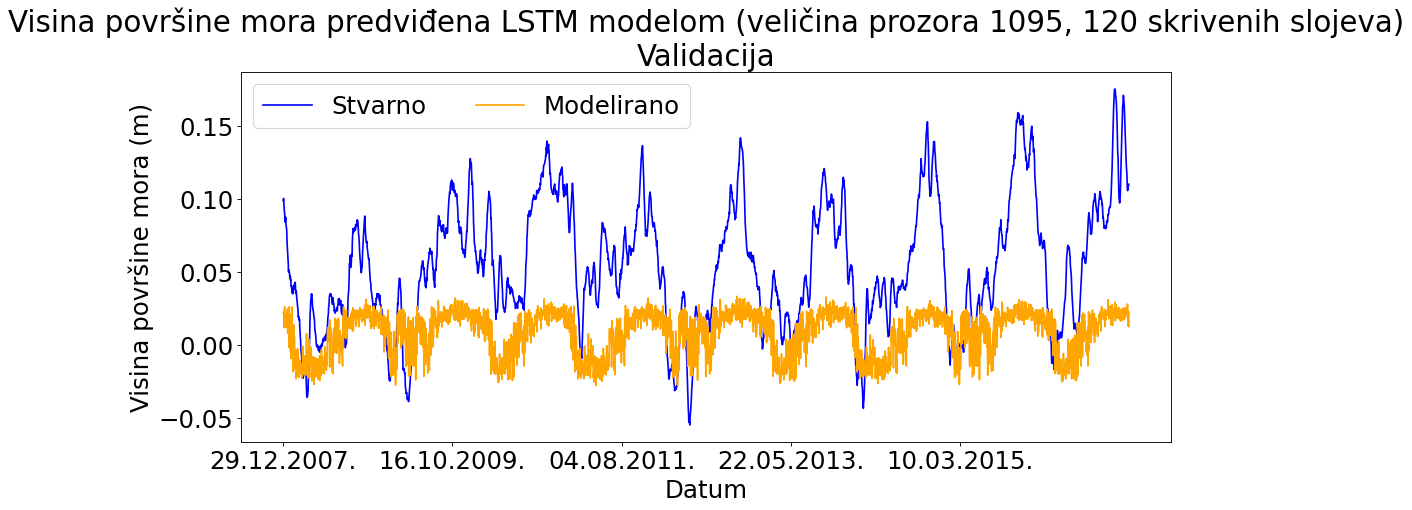 Visina površine mora predviđena LSTM modelom (veličina prozora 1095, 120 skrivenih slojeva)
Validacija
Stvarno
Modelirano
Visina površine mora (m)
0.15
0.10
0.05
0.00
−0.05
29.12.2007.
16.10.2009.
04.08.2011.
22.05.2013.
10.03.2015.
Datum